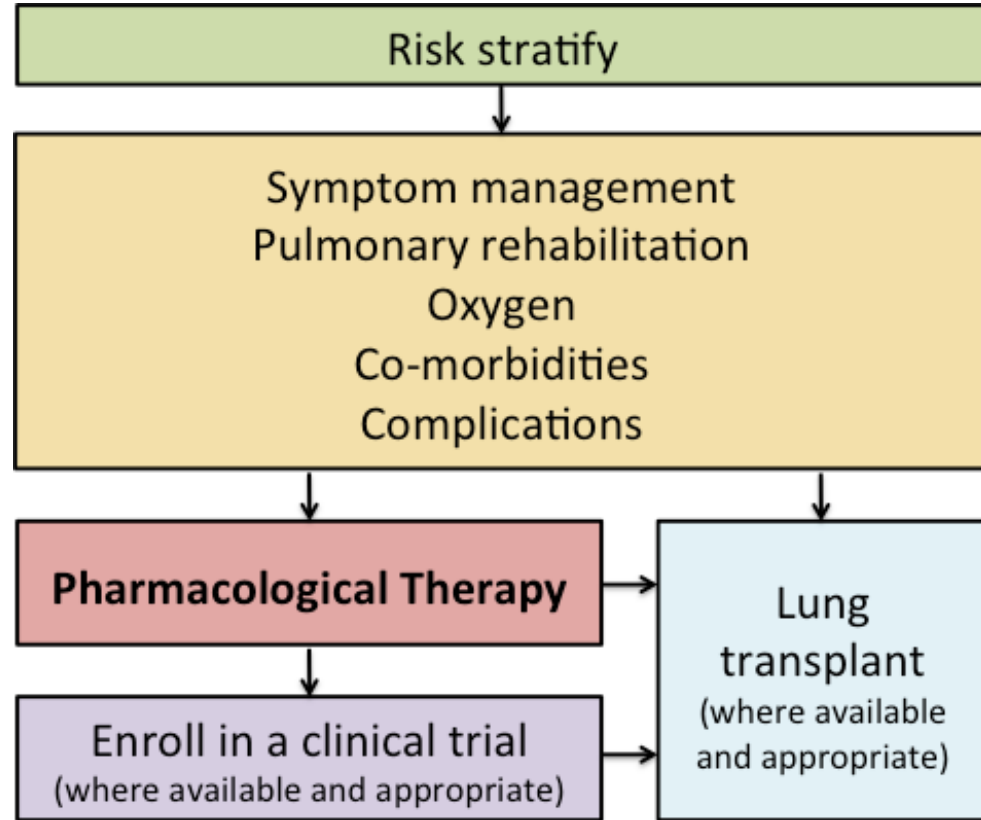 Risk stratify
Symptom management
Pulmonary rehabilitation
Oxygen
Co-morbidities
Complications
Pharmacological Therapy
Enroll in a clinical trial
(where available and appropriate)
Lung
transplant
(where available
and appropriate)